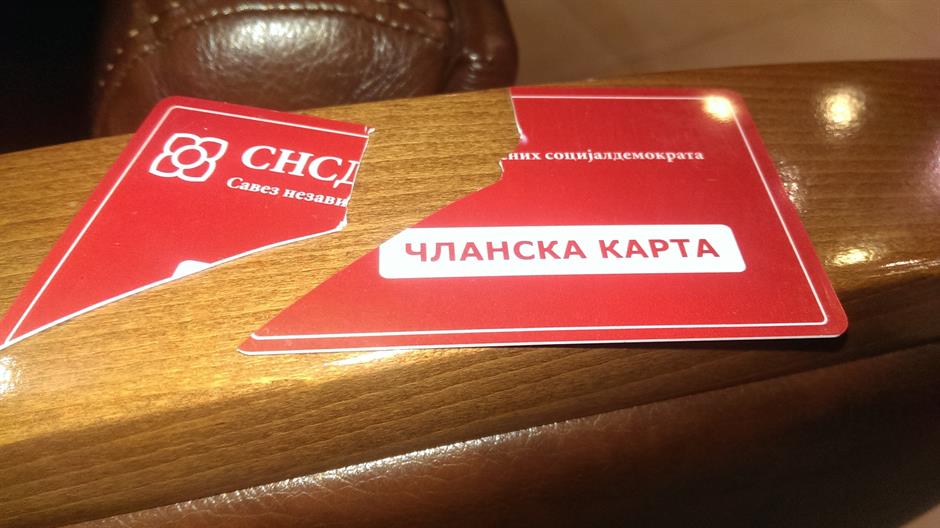 СНСД
Савез незави
них социјалдемократа
ЧЛАНСКА КАРТА